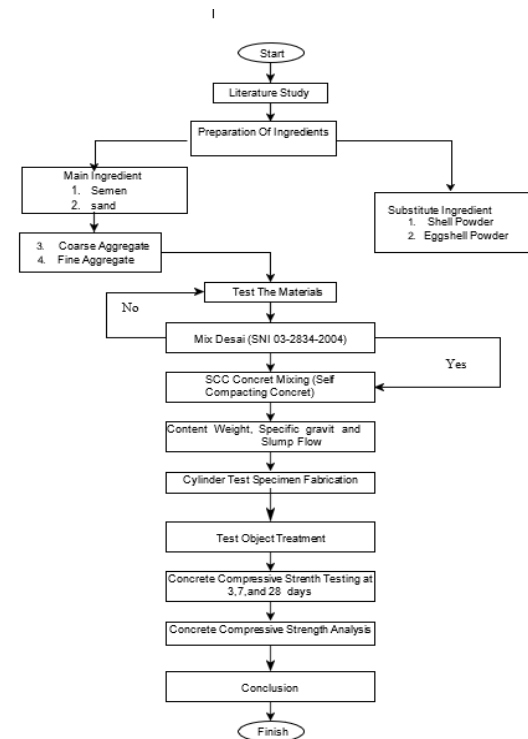 Start
Literature Study
Preparation Of Ingredients
Main Ingredient
1. Semen
2. sand
Substitute Ingredient
1. Shell Powder
2. Eggshell Powder
3. Coarse Aggregate
4. Fine Aggregate
Test The Materials
No
Mix Desai (SNI 03-2834-2004)
Yes
SCC Concret Mixing (Self
Compacting Concret)
Content Weight, Specific gravit and
Slump Flow
Cylinder Test Specimen Fabrication
Test Object Treatment
Concrete Compressive Strenth Testing at
3,7,and 28 days
Concrete Compressive Strength Analysis
Conclusion
Finish